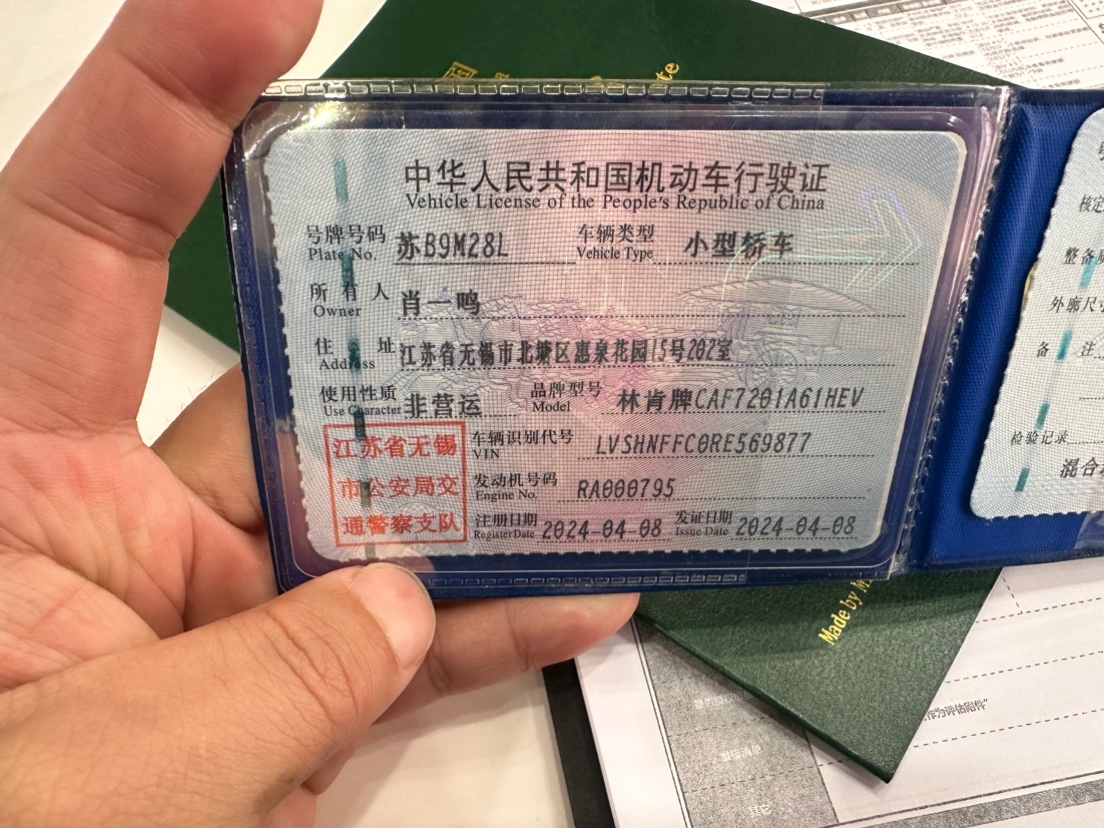 中华人民共和国机动车行驶证
Vehicle License of the People's Republic of China
号牌号码 苏B9M28L 车辆类型 小型轿车
Plate No. Vehicle Type
所有人 肖一鸣
Owner
住址 江苏省无锡市北塘区惠泉花园15号202室
Address
使用性质 非营运 品牌型号 林肯牌CAF7201A61HEV
Use Character Model
江苏省无锡
市公安局交
通警察支队
车辆识别代号 LVSHNFFC0RE569877
VIN
发动机号码 RA000795
Engine No.
注册日期 2024-04-08 发证日期 2024-04-08
Register Date Issue Date
核定
整备质
外廓尺寸
备注
检验记录
混合
Made by M
作为评估附件"